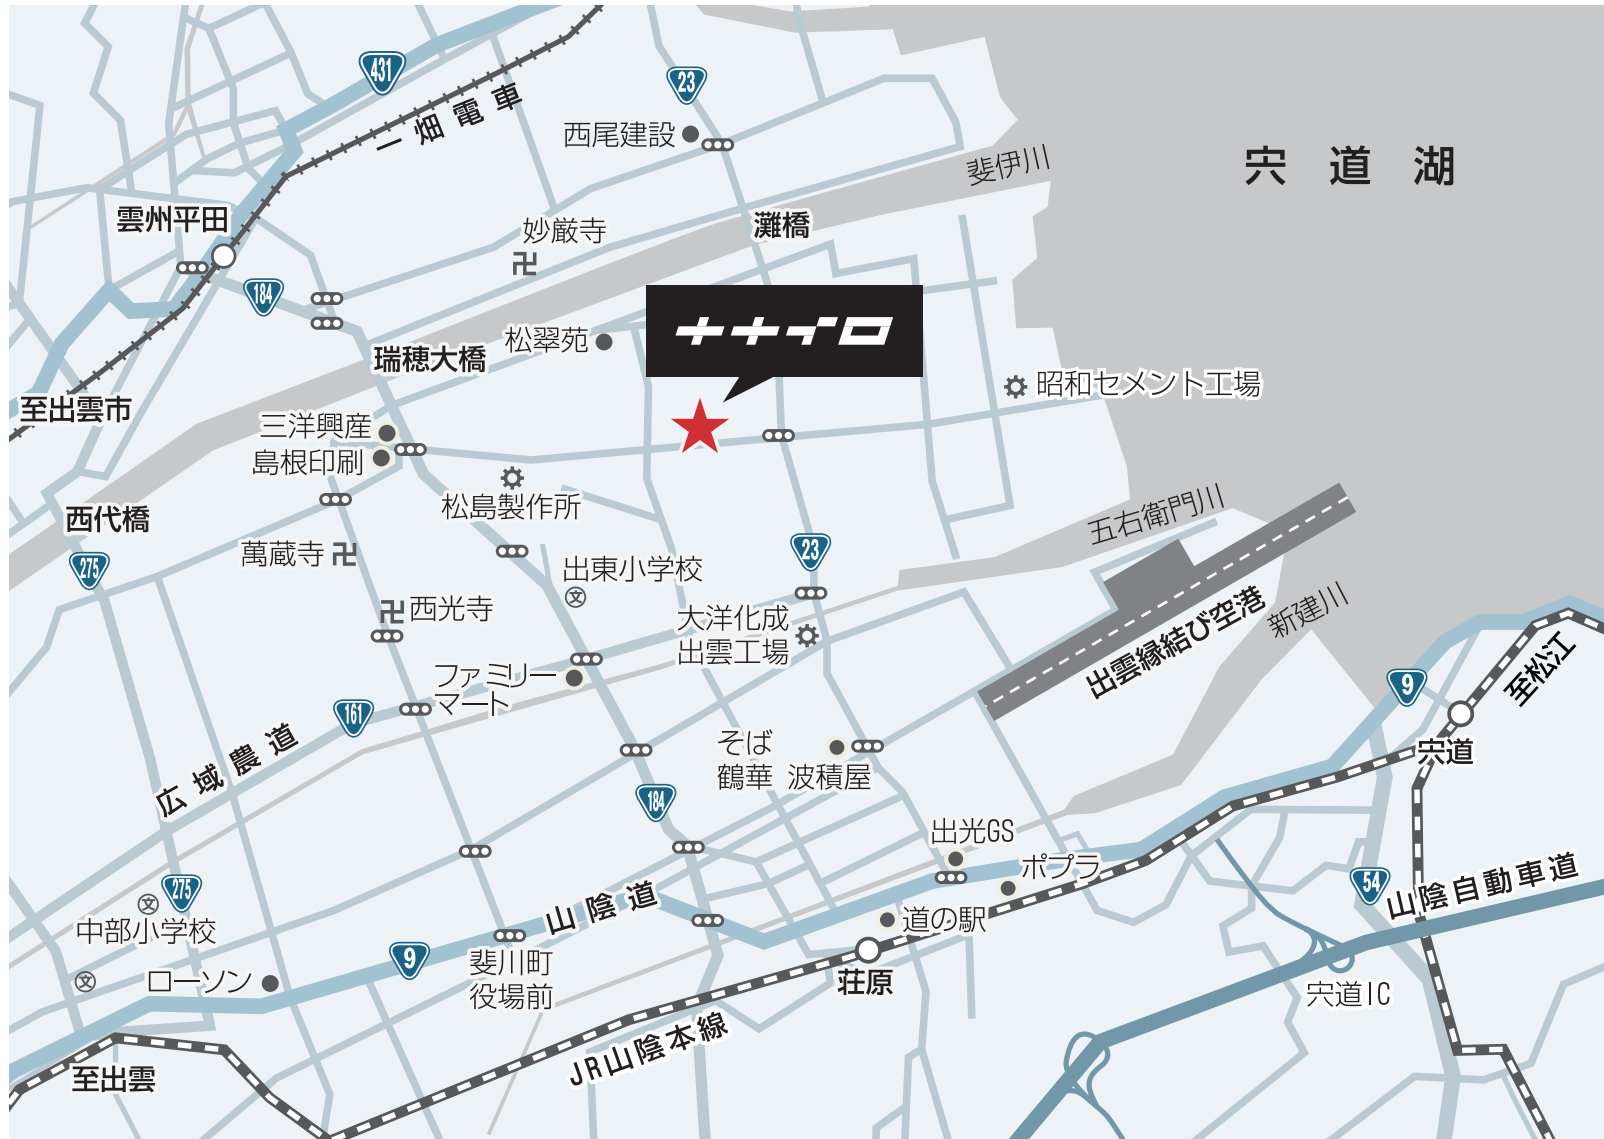 431
一畑電車
23
西尾建設
斐伊川
宍道湖
雲州平田
妙厳寺
灘橋
184
ナナイロ
松翠苑
瑞穂大橋
昭和セメント工場
至出雲市
三洋興産
島根印刷
松島製作所
西代橋
五右衛門川
275
萬蔵寺
23
出東小学校
西光寺
大洋化成
出雲工場
出雲縁結び空港
新建川
ファミリー
マート
至松江
9
161
広域農道
そば
鶴華
波積屋
宍道
184
出光GS
ポプラ
54
山陰自動車道
275
文
中部小学校
山陰道
道の駅
9
文
ローソン
斐川町
役場前
荘原
宍道IC
JR山陰本線
至出雲
文